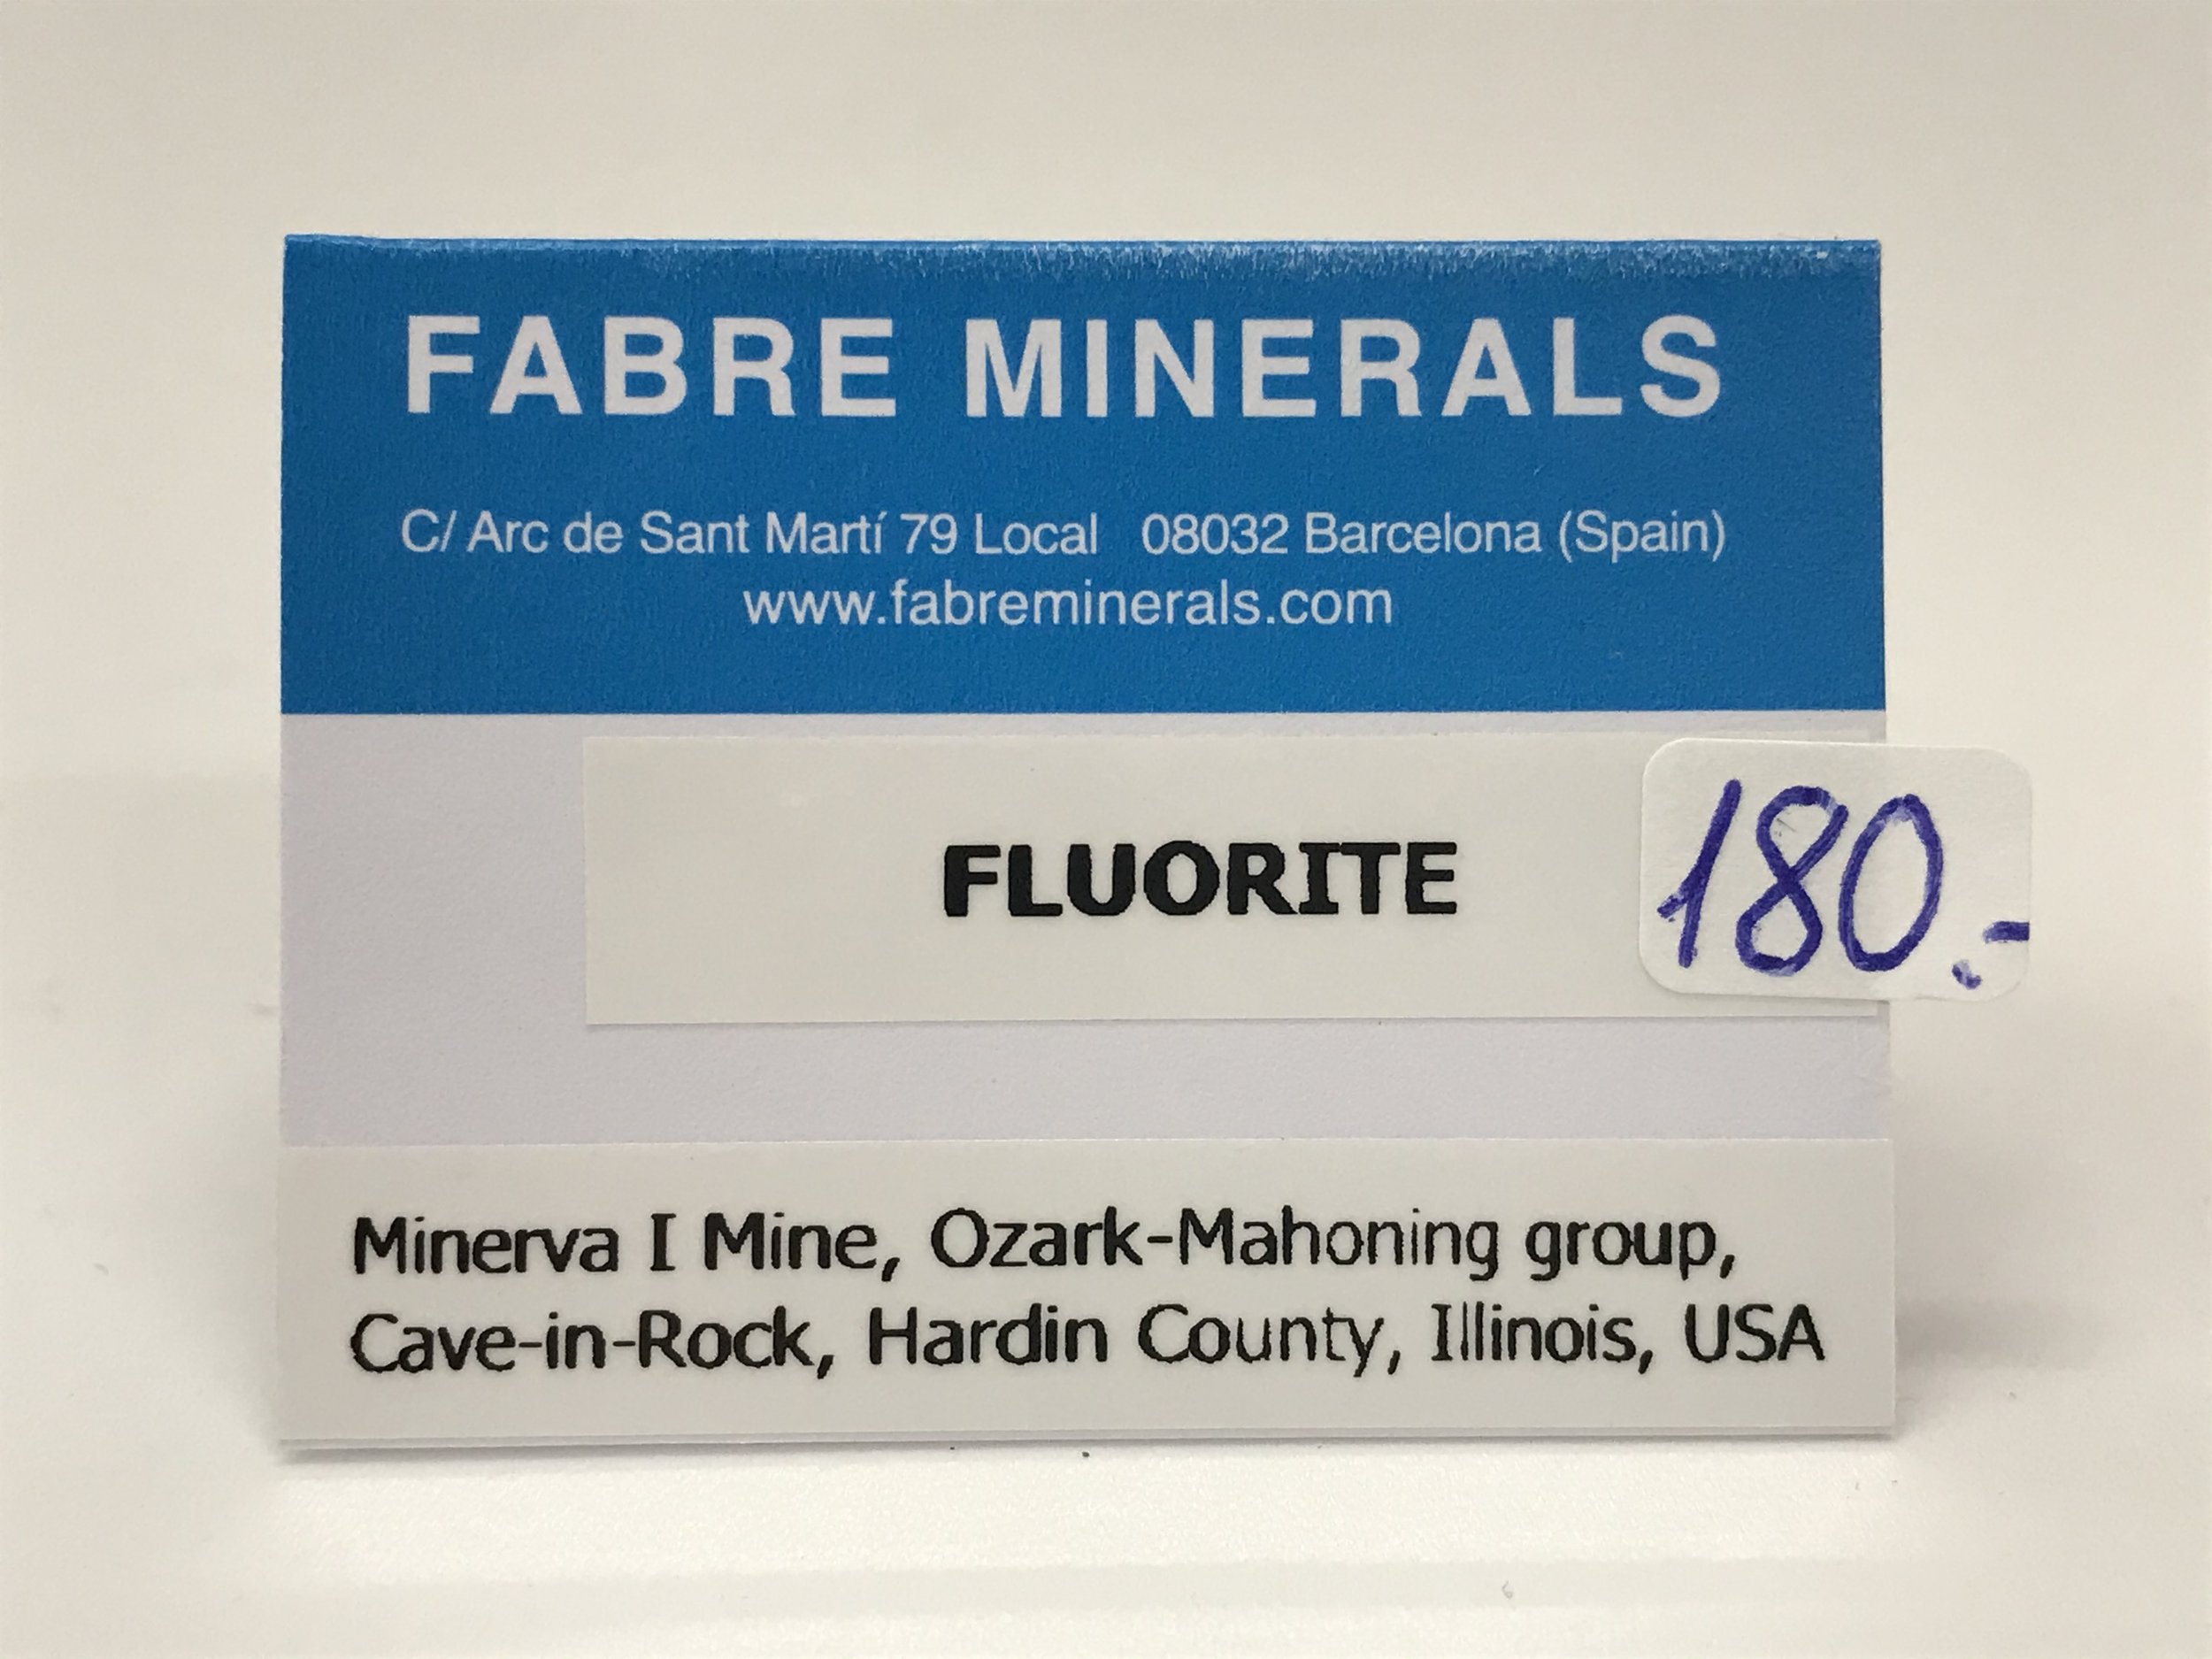 FABRE MINERALS
C/ Arc de Sant Martí 79 Local 08032 Barcelona (Spain)
www.fabreminerals.com
FLUORITE
180.-
Minerva I Mine, Ozark-Mahoning group,
Cave-in-Rock, Hardin County, Illinois, USA